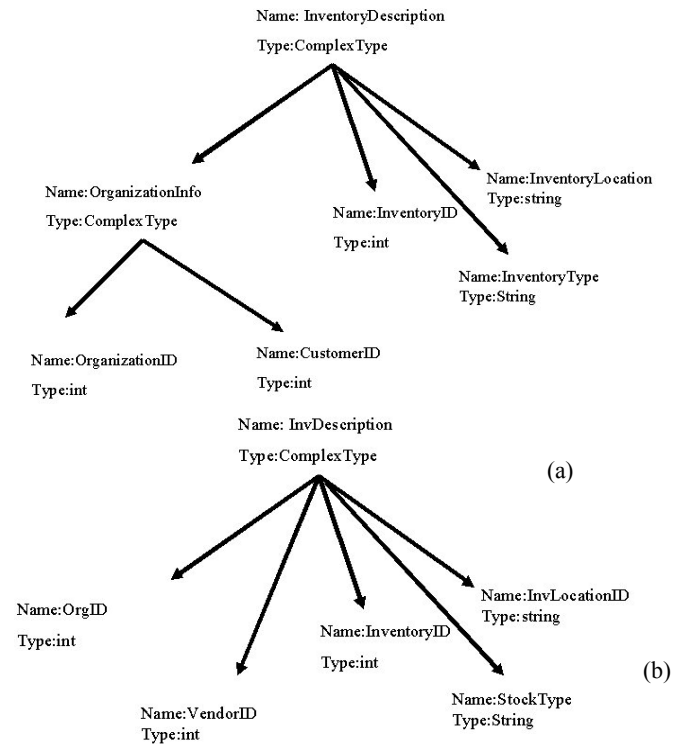 Name: InventoryDescription
Type:ComplexType
Name:OrganizationInfo
Type:ComplexType
Name:InventoryID
Type:int
Name:InventoryLocation
Type:string
Name:InventoryType
Type:String
Name:OrganizationID
Type:int
Name:CustomerID
Type:int
(a)
Name: InvDescription
Type:ComplexType
Name:OrgID
Type:int
Name:VendorID
Type:int
Name:InventoryID
Type:int
Name:InvLocationID
Type:string
Name:StockType
Type:String
(b)